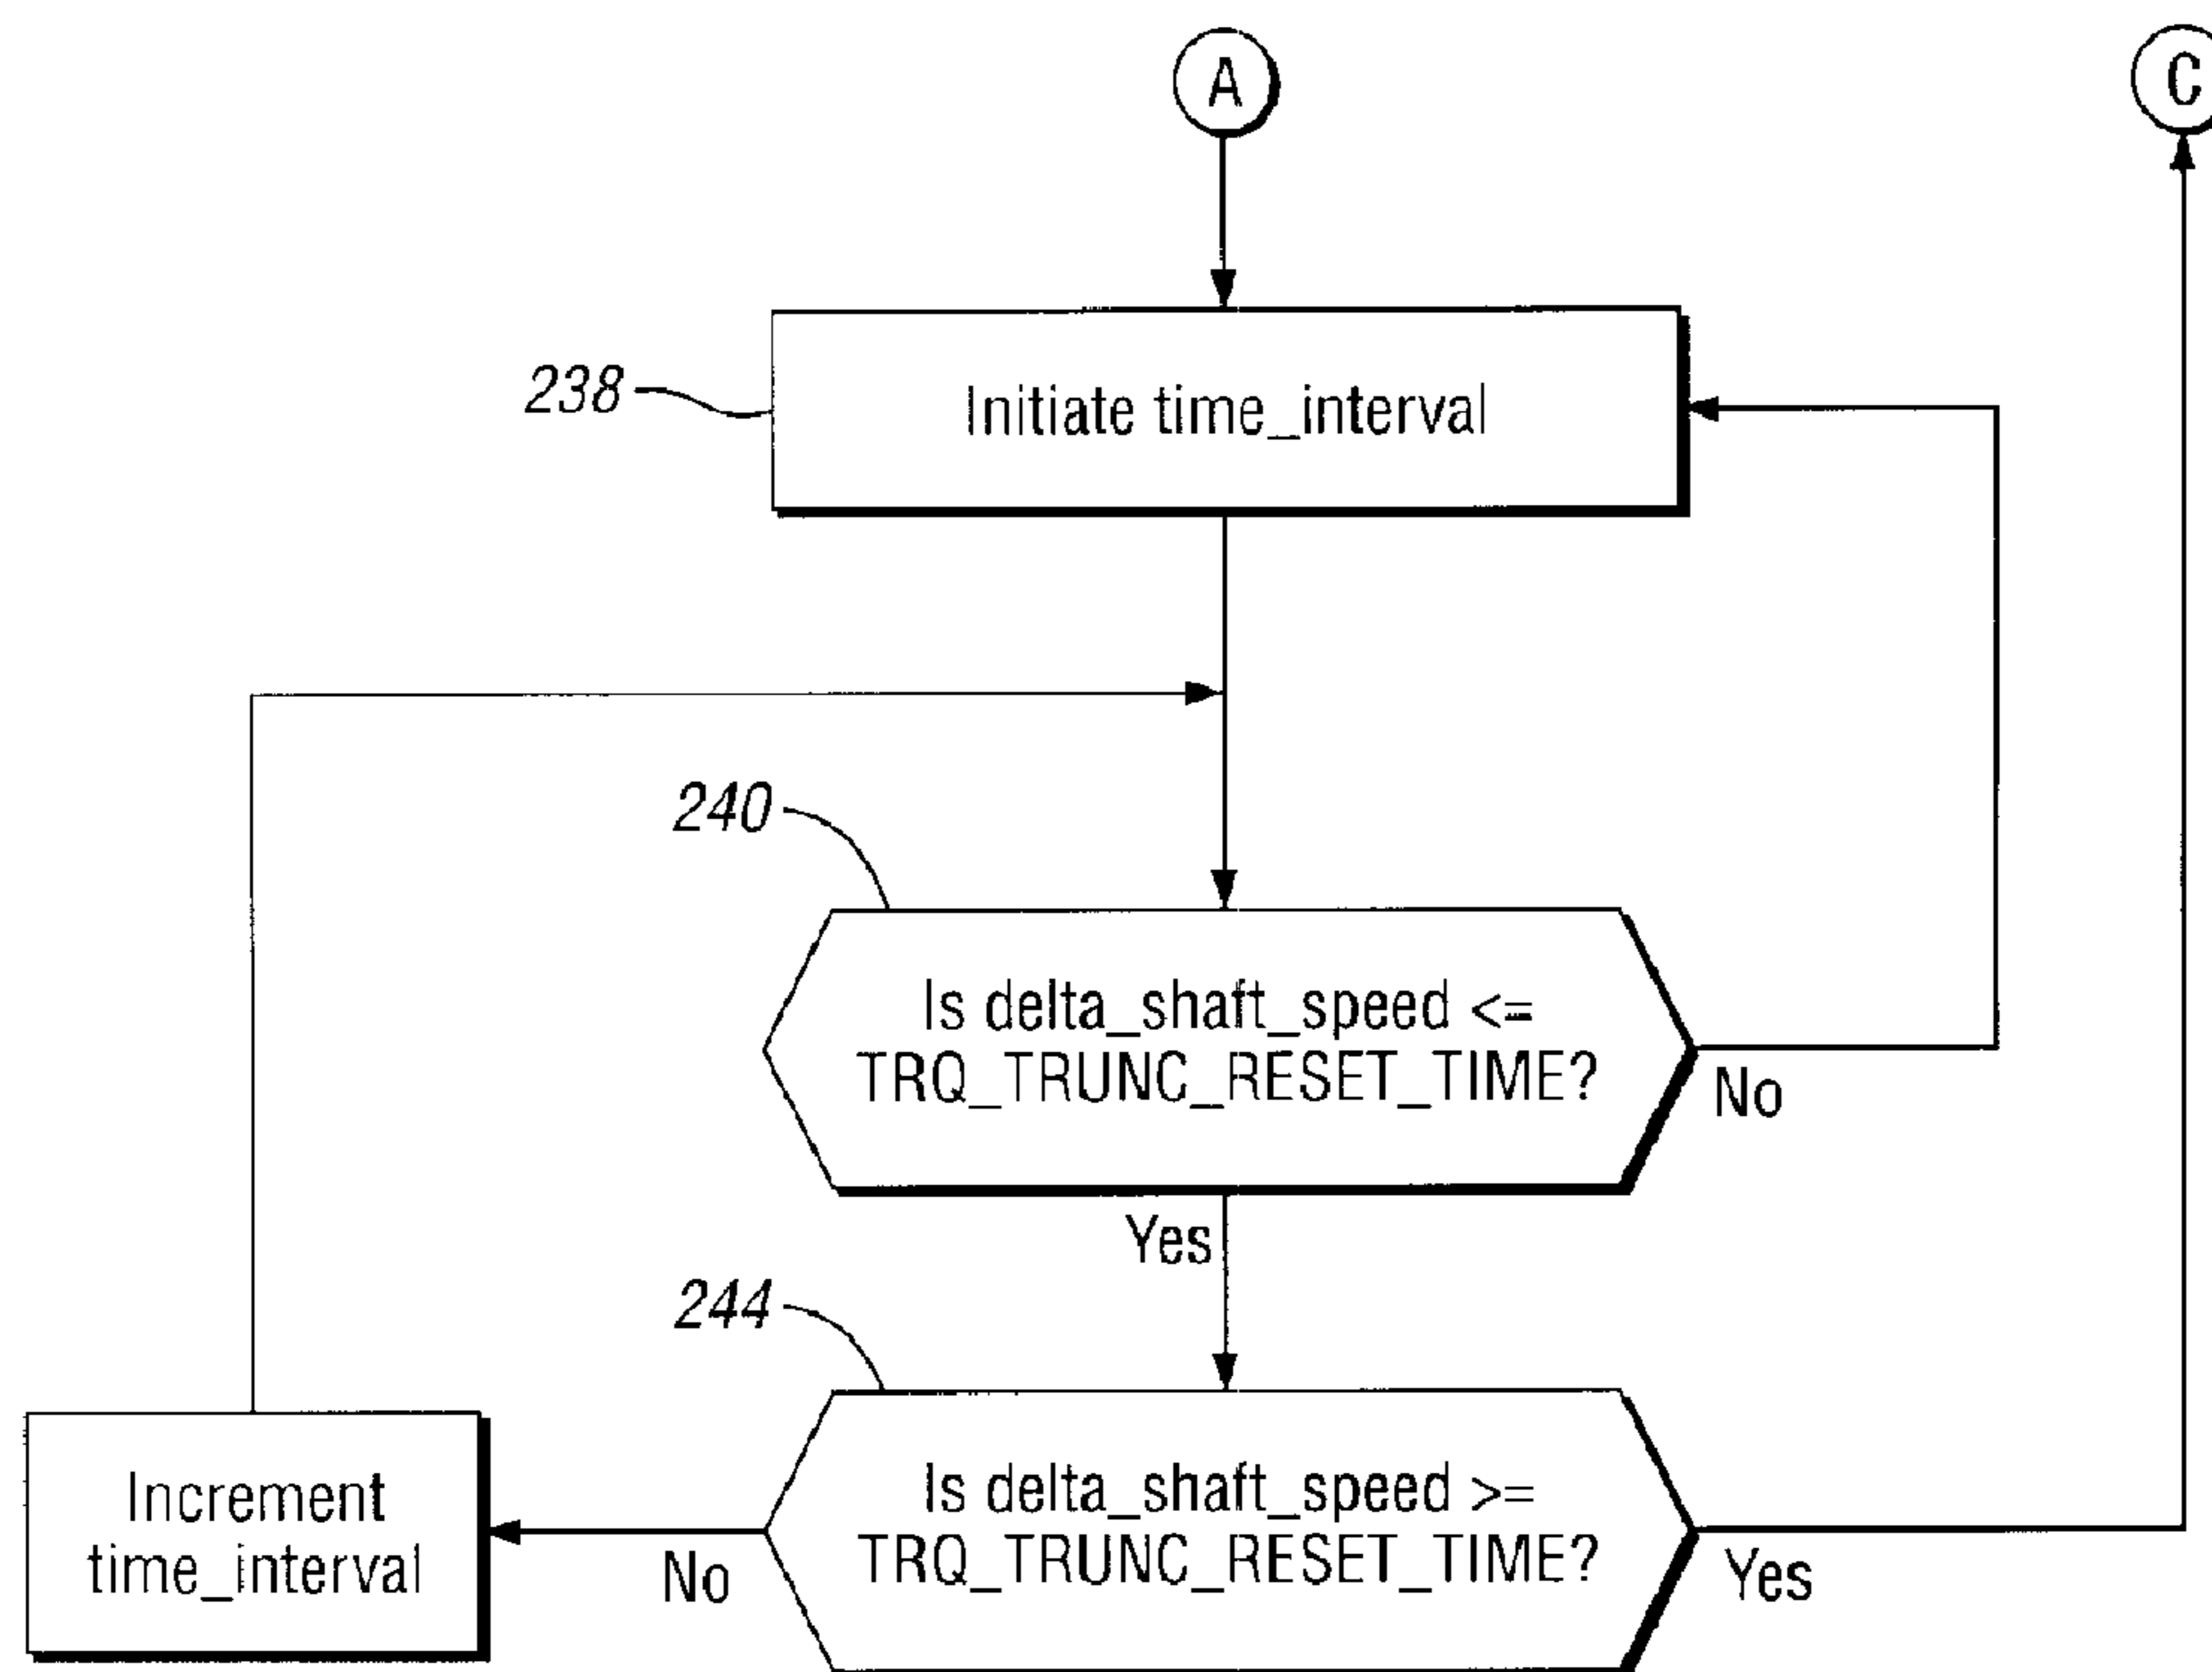 A
C
238
Initiate time_interval
240
Is delta_shaft_speed <=
TRQ_TRUNC_RESET_TIME?
No
Yes
244
Is delta_shaft_speed >=
TRQ_TRUNC_RESET_TIME?
Increment
time_interval
No
Yes